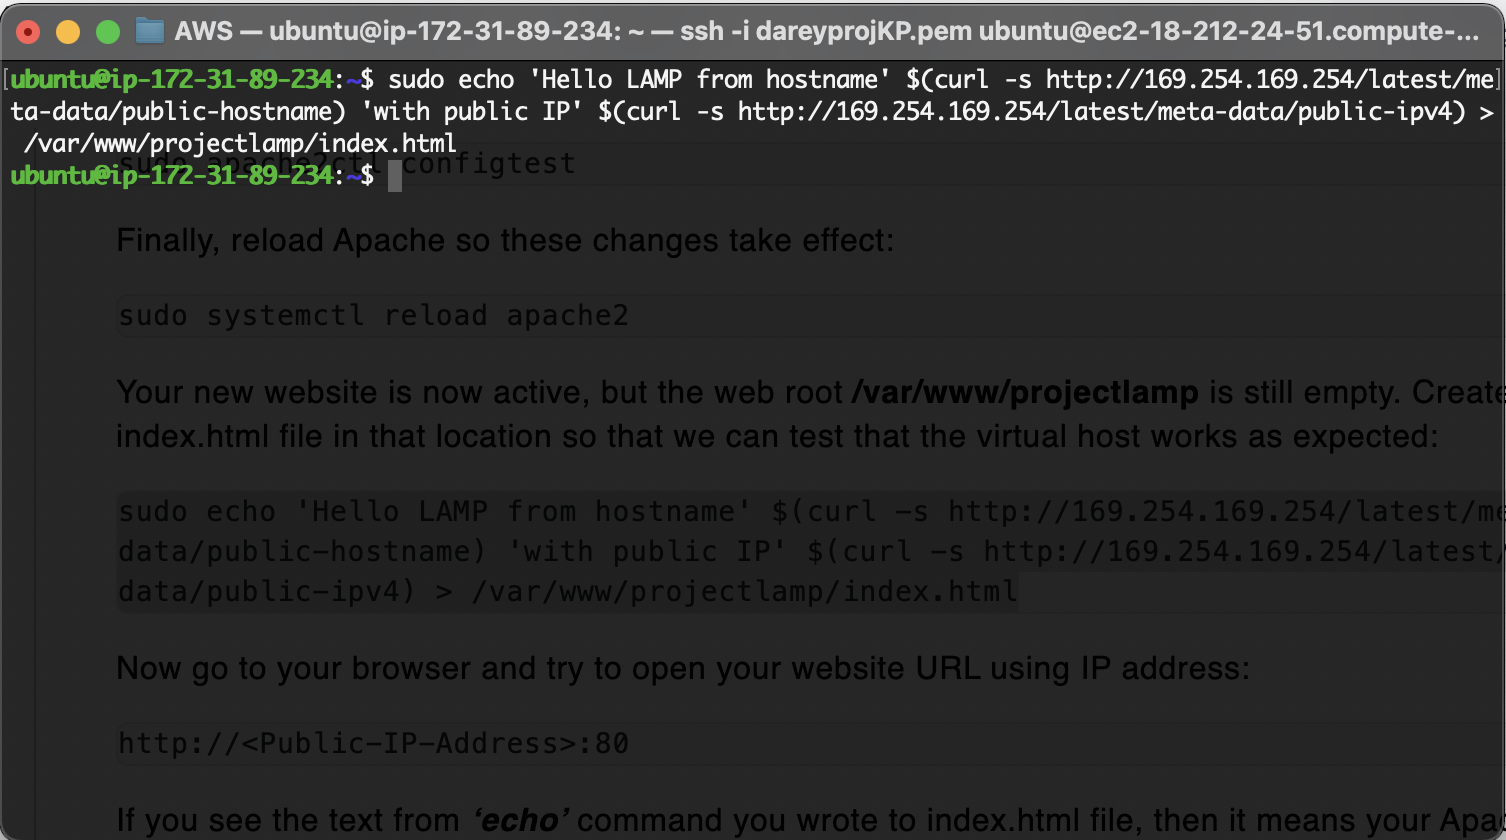 AWS — ubuntu@ip-172-31-89-234: ~ — ssh -i dareyprojKP.pem ubuntu@ec2-18-212-24-51.compute-...
[ubuntu@ip-172-31-89-234:~$ sudo echo 'Hello LAMP from hostname' $(curl -s http://169.254.169.254/latest/me]
ta-data/public-hostname) 'with public IP' $(curl -s http://169.254.169.254/latest/meta-data/public-ipv4) >
/var/www/projectlamp/index.html
sudo apache2ctl configtest
ubuntu@ip-172-31-89-234:~$
Finally, reload Apache so these changes take effect:
sudo systemctl reload apache2
Your new website is now active, but the web root /var/www/projectlamp is still empty. Create
index.html file in that location so that we can test that the virtual host works as expected:
sudo echo 'Hello LAMP from hostname' $(curl -s http://169.254.169.254/latest/me
data/public-hostname) 'with public IP' $(curl -s http://169.254.169.254/latest/
data/public-ipv4) > /var/www/projectlamp/index.html
Now go to your browser and try to open your website URL using IP address:
http://<Public-IP-Address>:80
If you see the text from ‘echo’ command you wrote to index.html file, then it means your Apa